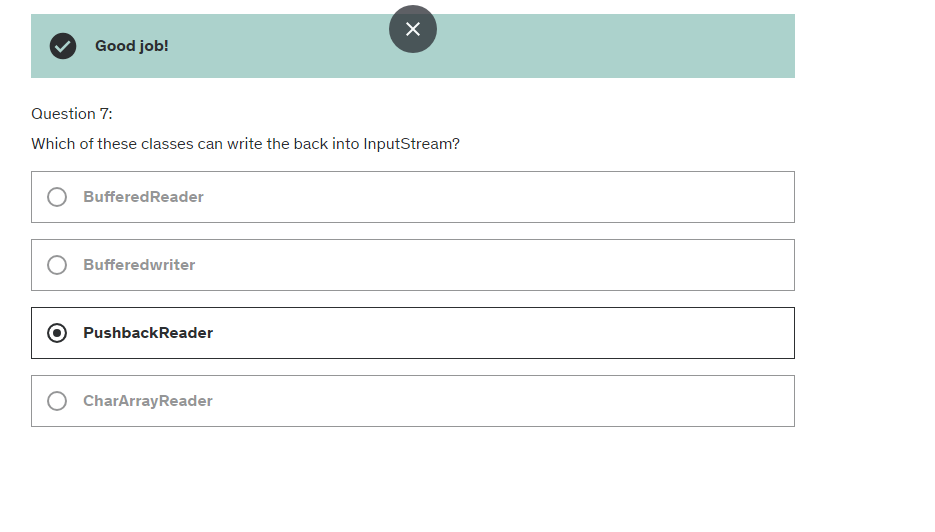 Good job!
Question 7:
Which of these classes can write the back into InputStream?
BufferedReader
Bufferedwriter
PushbackReader
CharArrayReader